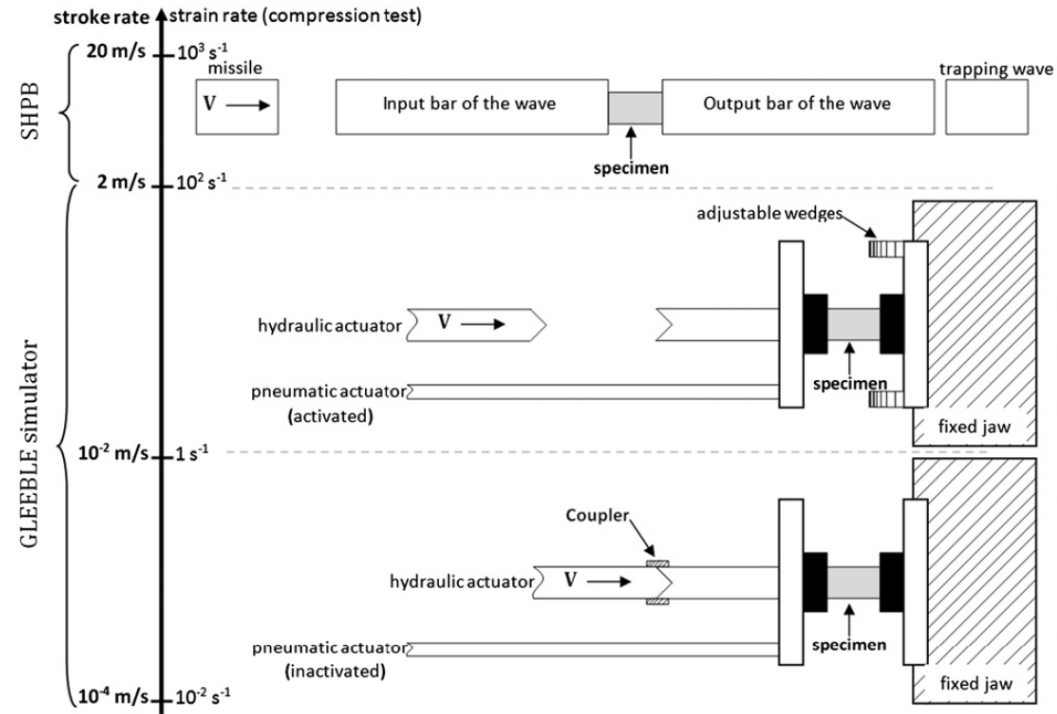 stroke rate strain rate (compression test)
20 m/s 10³ s⁻¹
missile
trapping wave
SHPB
V
Input bar of the wave
Output bar of the wave
specimen
2 m/s 10² s⁻¹
adjustable wedges
hydraulic actuator
V
specimen
pneumatic actuator
(activated)
fixed jaw
GLEEBLE simulator
10⁻² m/s 1 s⁻¹
Coupler
hydraulic actuator
V
specimen
pneumatic actuator
(inactivated)
fixed jaw
10⁻⁴ m/s 10⁻² s⁻¹